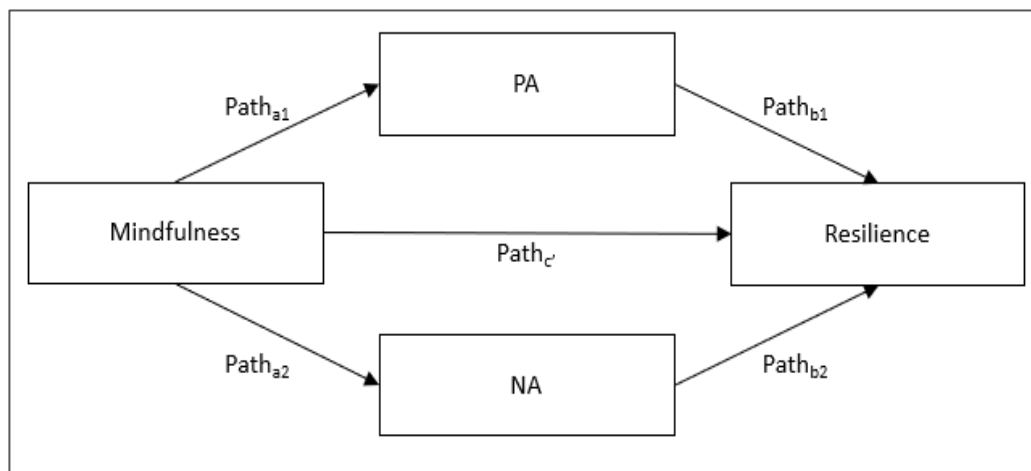 PA
Path_a1
Path_b1
Mindfulness
Resilience
Path_c'
Path_a2
Path_b2
NA